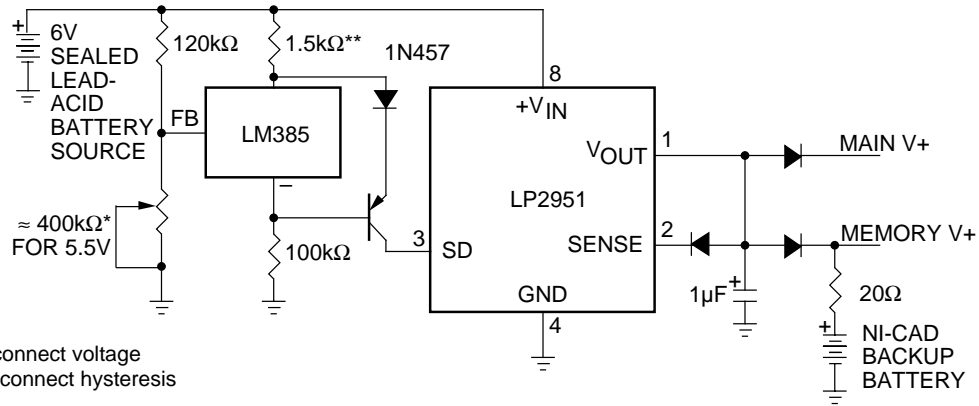 6V
SEALED
LEAD-
ACID
BATTERY
SOURCE
120kΩ
1.5kΩ**
1N457
FB
LM385
–
≈ 400kΩ*
FOR 5.5V
100kΩ
8
+VIN
VOUT
1
LP2951
3
SD
SENSE
2
GND
4
MAIN V+
MEMORY V+
1µF
+
20Ω
+
NI-CAD
BACKUP
BATTERY
+
connect voltage
connect hysteresis